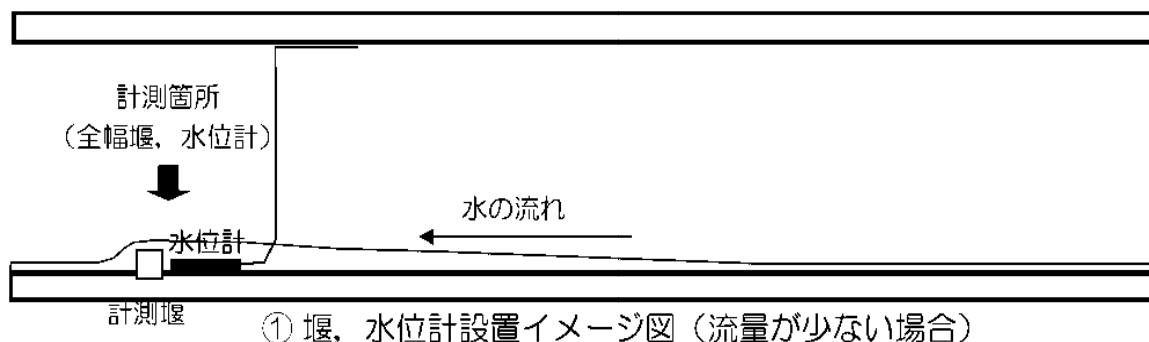 計測箇所
（全幅堰，水位計）
水の流れ
水位計
計測堰
① 堰，水位計設置イメージ図（流量が少ない場合）